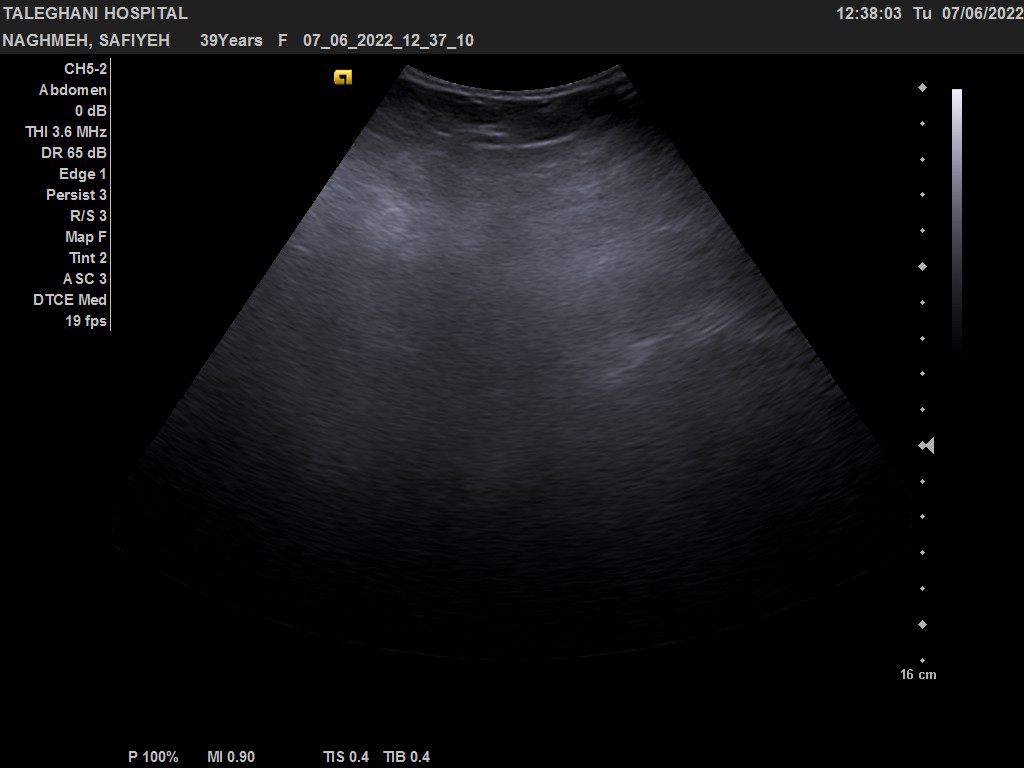 TALEGHANI HOSPITAL 12:38:03 Tu 07/06/2022
NAGHMEH, SAFIYEH 39Years F 07_06_2022_12_37_10
CH5-2
Abdomen
0 dB
THI 3.6 MHz
DR 65 dB
Edge 1
Persist 3
R/S 3
Map F
Tint 2
ASC 3
DTCE Med
19 fps
16 cm
P 100% MI 0.90 TIS 0.4 TIB 0.4